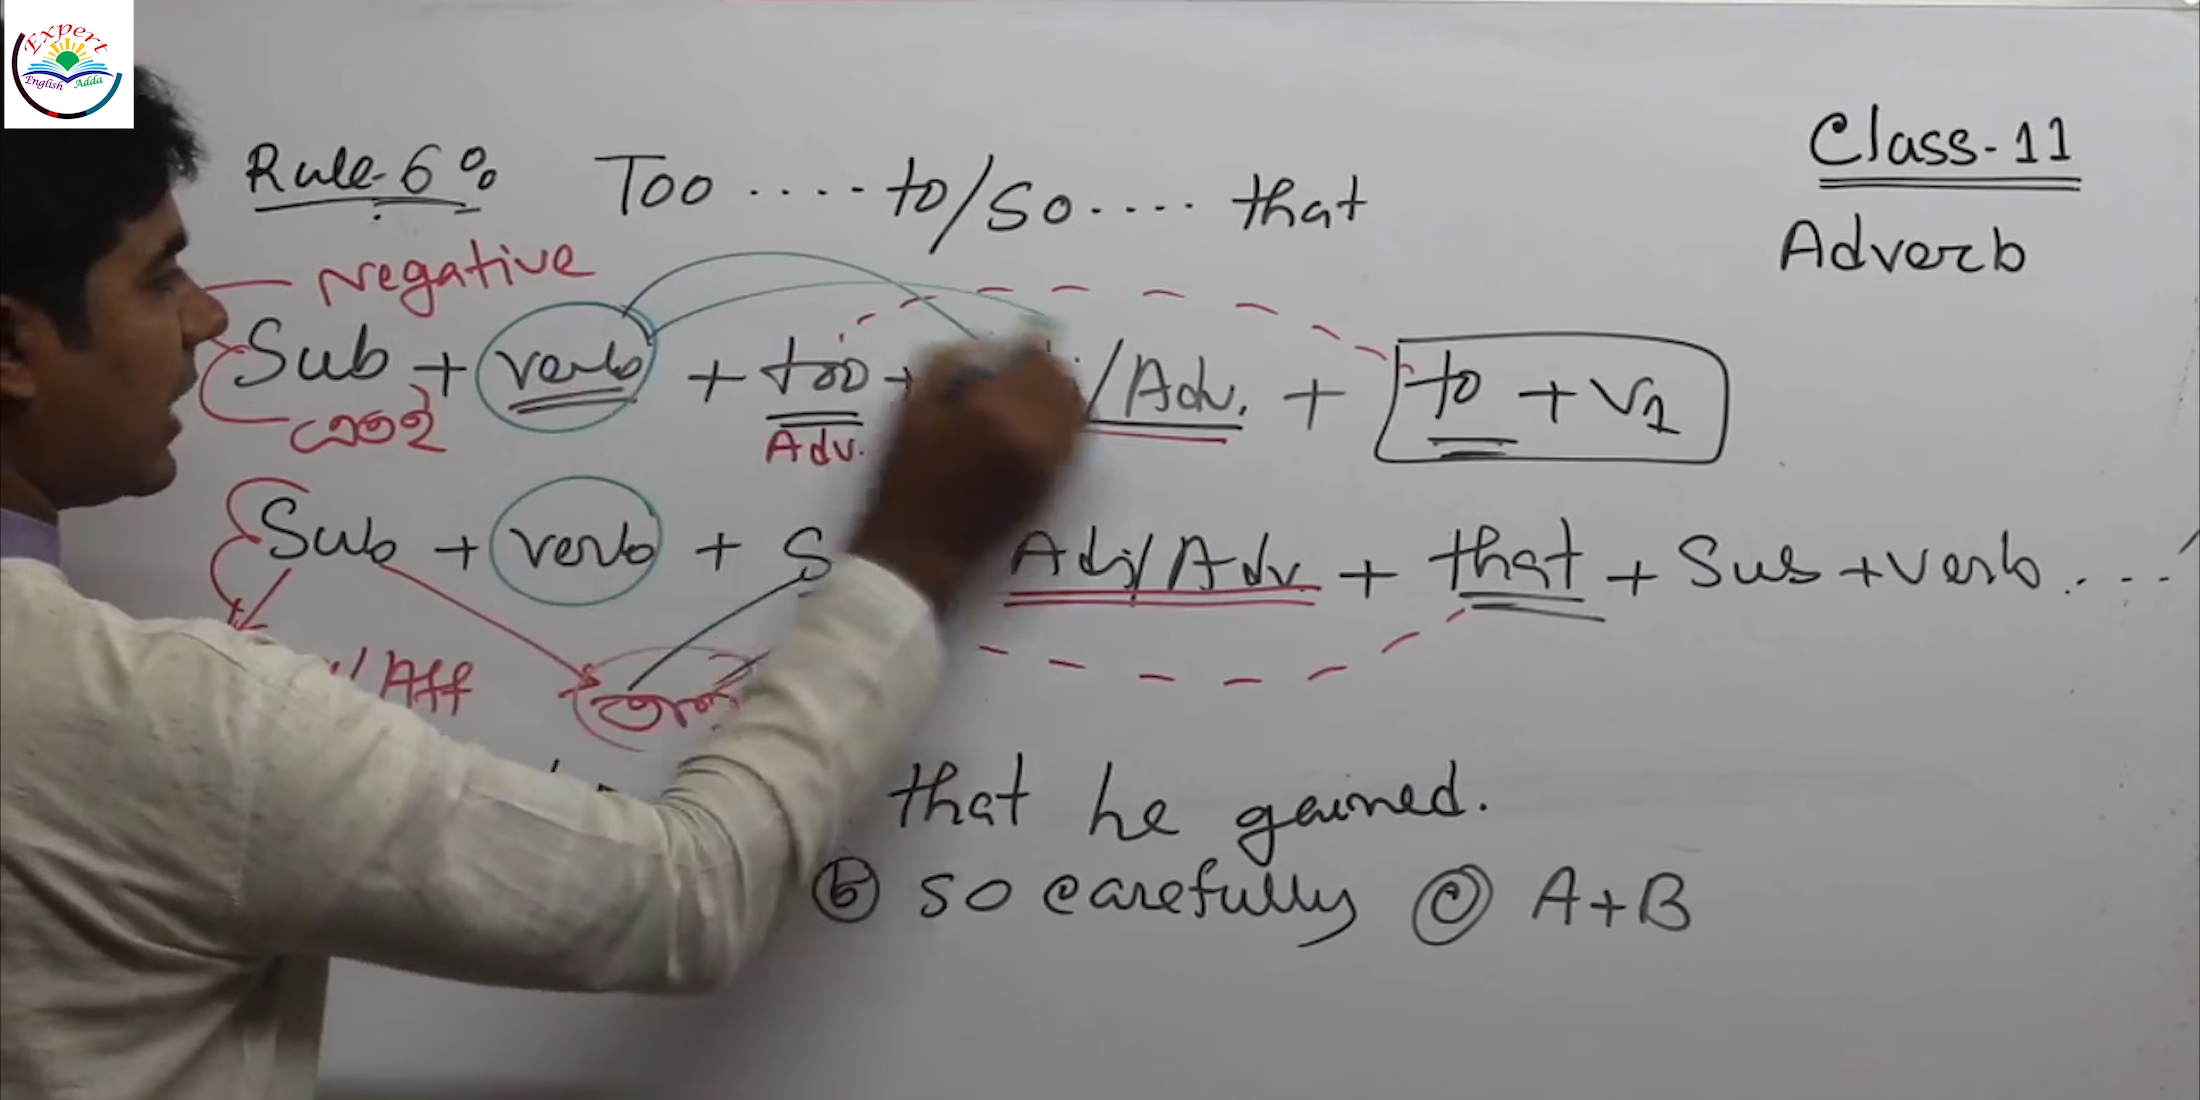 Expert
English Adda
Class-11
Adverb
Rule-6: Too ..... to/so..... that
Negative
Sub + verb + too + /Adv. + to + V1
Adv.
Sub + verb + S Adj/Adv + that + Sub + verb....
/Aff
that he gained.
ⓑ so carefully ⓒ A+B